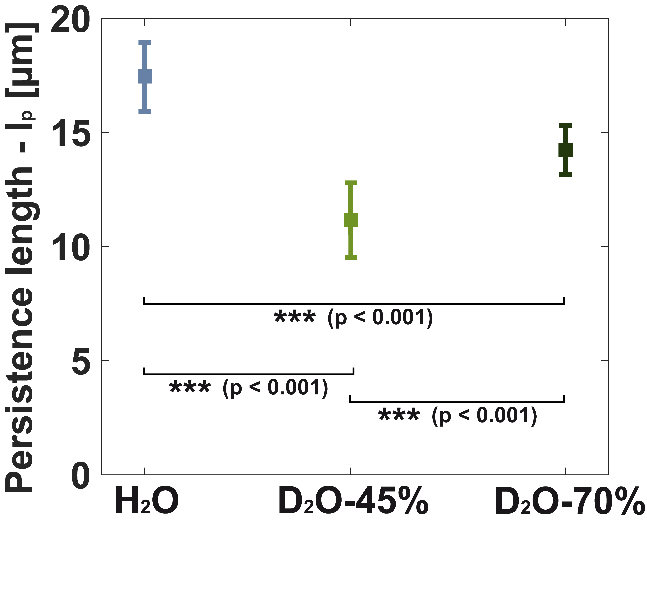 Persistence length - lp [μm]
20
15
10
5
0
*** (p < 0.001)
*** (p < 0.001)
*** (p < 0.001)
H2O
D2O-45%
D2O-70%